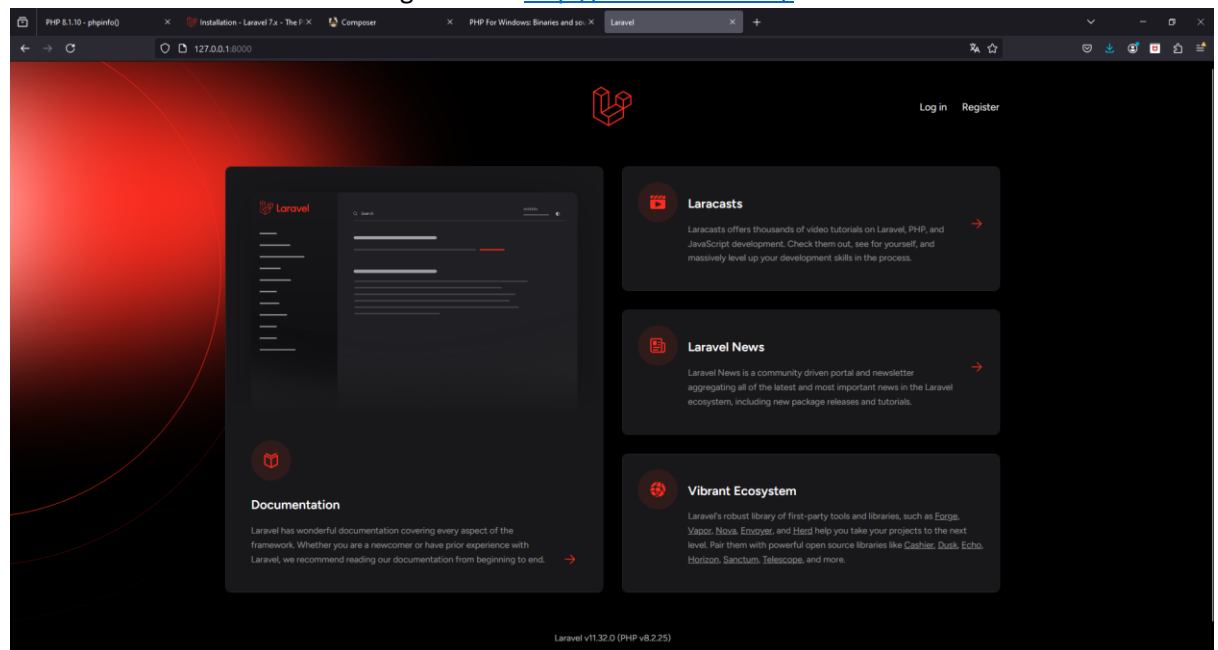 PHP 8.1.10 - phpinfo()
Installation - Laravel 7.x - The P
Composer
PHP For Windows: Binaries and sou
Laravel
127.0.0.1:8000
Log in Register
Laravel
Search
Laracasts
Laracasts offers thousands of video tutorials on Laravel, PHP, and
JavaScript development. Check them out, see for yourself, and
massively level up your development skills in the process.
Laravel News
Laravel News is a community driven portal and newsletter
aggregating all of the latest and most important news in the Laravel
ecosystem, including new package releases and tutorials.
Documentation
Laravel has wonderful documentation covering every aspect of the
framework. Whether you are a newcomer or have prior experience with
Laravel, we recommend reading our documentation from beginning to end.
Vibrant Ecosystem
Laravel's robust library of first-party tools and libraries, such as Forge,
Vapor, Nova, Envoyer, and Herd help you take your projects to the next
level. Pair them with powerful open source libraries like Cashier, Dusk, Echo,
Horizon, Sanctum, Telescope, and more.
Laravel v11.32.0 (PHP v8.2.25)